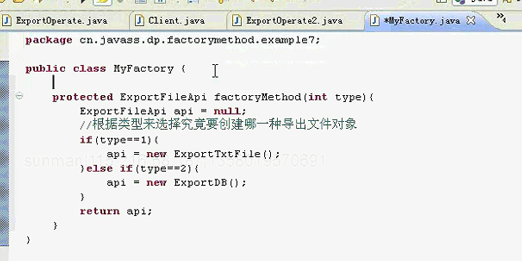 ExportOperate.java
Client.java
ExportOperate2.java
*MyFactory.java
package cn.javass.dp.factorymethod.example7;
public class MyFactory {
protected ExportFileApi factoryMethod(int type){
ExportFileApi api = null;
//根据类型来选择究竟要创建哪一种导出文件对象
if(type==1){
api = new ExportTxtFile();
}else if(type==2){
api = new ExportDB();
}
return api;
}
}